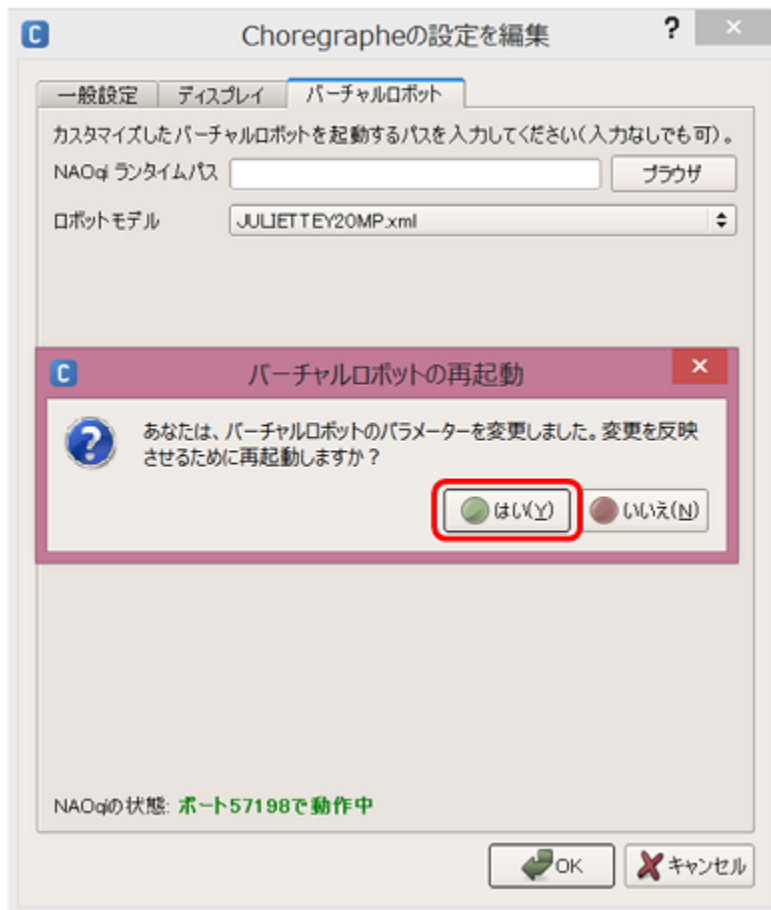 Choregrapheの設定を編集
?
一般設定 ディスプレイ バーチャルロボット
カスタマイズしたバーチャルロボットを起動するパスを入力してください(入力なしでも可)。
NAOqi ランタイムパス ブラウザ
ロボットモデル JULIETTEY20MP.xml
バーチャルロボットの再起動
あなたは、バーチャルロボットのパラメーターを変更しました。変更を反映
させるために再起動しますか?
はい(Y) いいえ(N)
NAOqiの状態: ポート57198で動作中
OK キャンセル